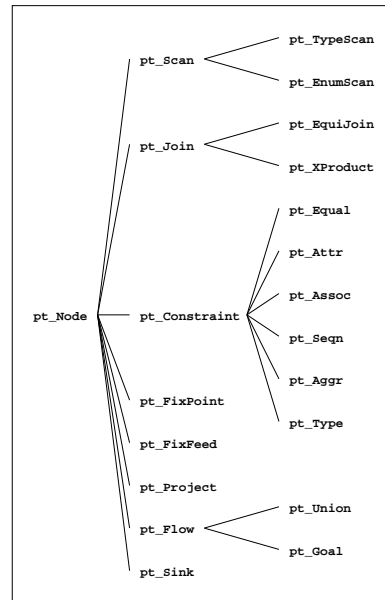 pt_TypeScan
pt_Scan
pt_EnumScan
pt_EquiJoin
pt_Join
pt_XProduct
pt_Equal
pt_Attr
pt_Assoc
pt_Node pt_Constraint
pt_Seqn
pt_Aggr
pt_FixPoint
pt_Type
pt_FixFeed
pt_Project
pt_Union
pt_Flow
pt_Goal
pt_Sink